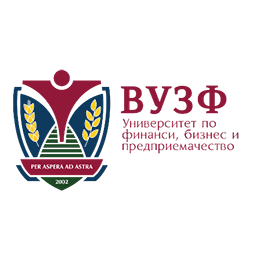 ВУЗФ
Университет по
финанси, бизнес и
предприемачество
PER ASPERA AD ASTRA
2002